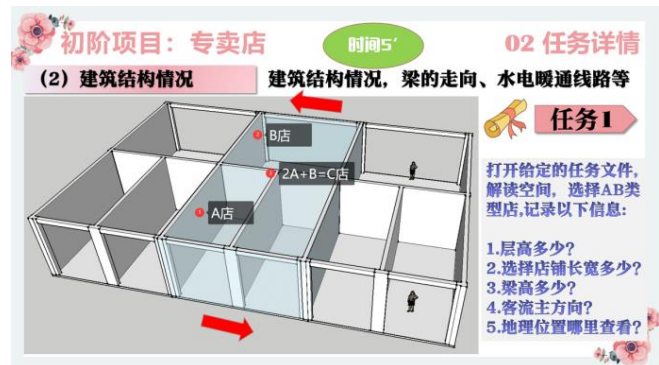 初阶项目：专卖店
时间5′
02 任务详情
（2）建筑结构情况
建筑结构情况，梁的走向、水电暖通线路等
2 B店
3 2A+B=C店
1 A店
任务1
打开给定的任务文件，
解读空间，选择AB类
型店,记录以下信息:
1.层高多少?
2.选择店铺长宽多少?
3.梁高多少?
4.客流主方向?
5.地理位置哪里查看?